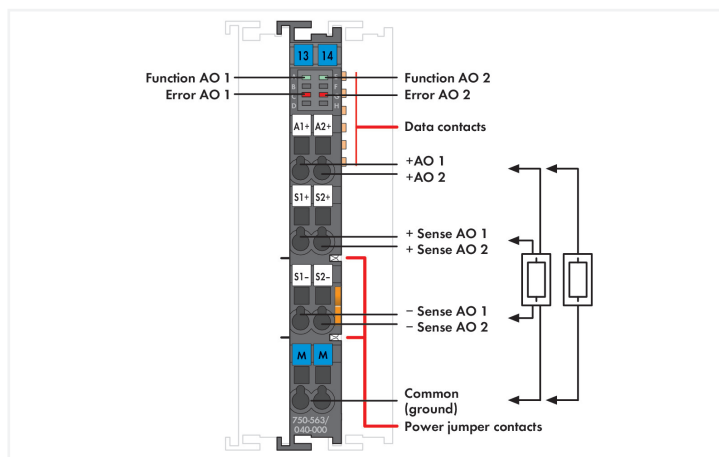 13 14
Function AO 1
Function AO 2
Error AO 1
Error AO 2
A1+ A2+
Data contacts
+AO 1
+AO 2
S1+ S2+
+ Sense AO 1
+ Sense AO 2
S1– S2–
– Sense AO 1
– Sense AO 2
M M
Common
(ground)
750-563/
040-000
Power jumper contacts